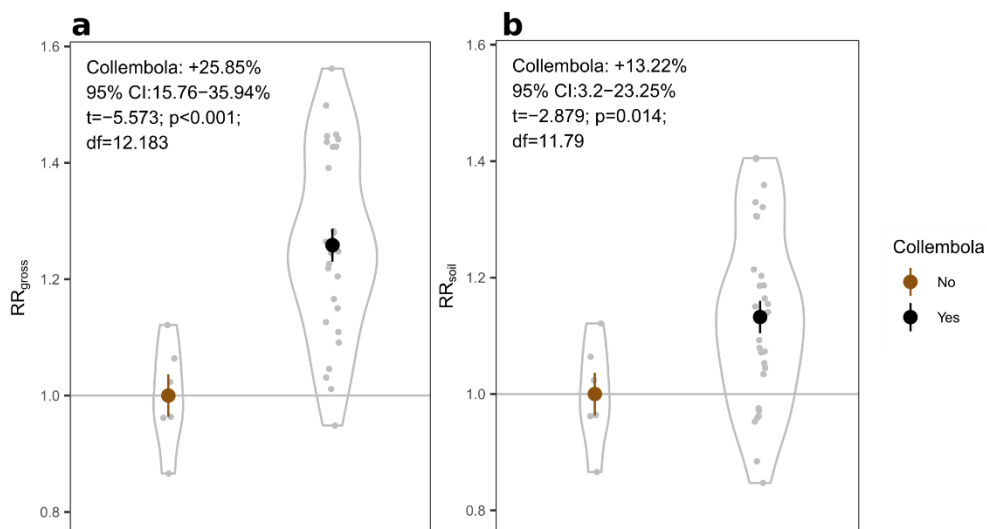 a
1.6
1.4
1.2
1.0
0.8
RRgross
Collembola: +25.85%
95% CI:15.76−35.94%
t=−5.573; p<0.001;
df=12.183
b
1.6
1.4
1.2
1.0
0.8
RRsoil
Collembola: +13.22%
95% CI:3.2−23.25%
t=−2.879; p=0.014;
df=11.79
Collembola
No
Yes